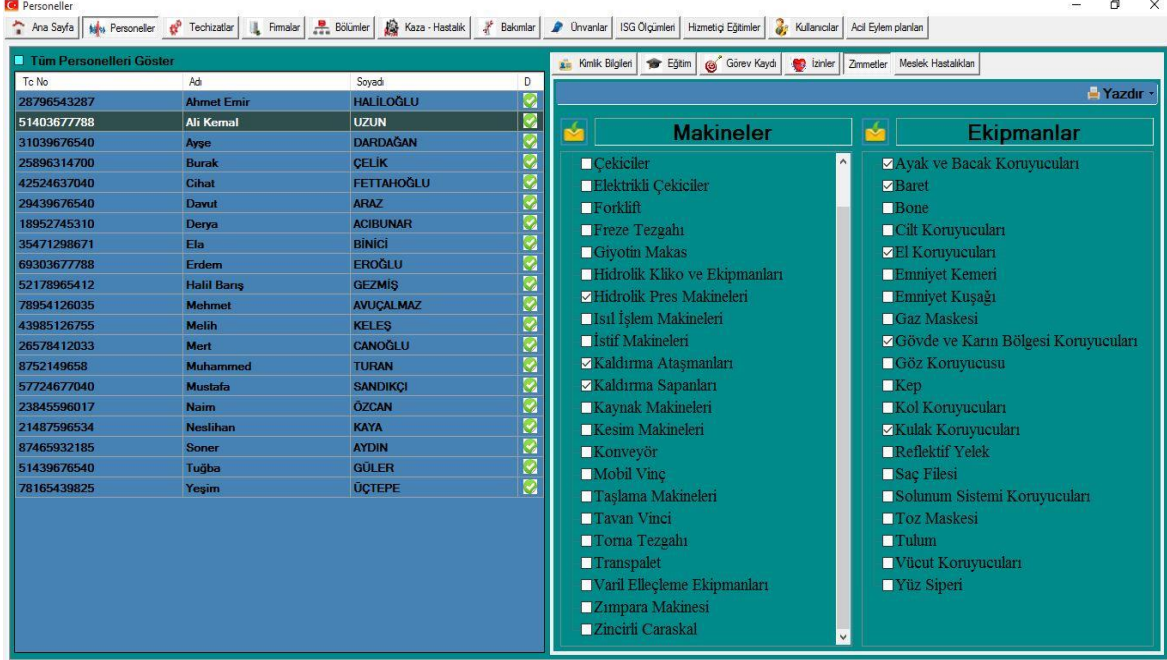 Personeller
Ana Sayfa Personeller Techizatlar Firmalar Bölümler Kaza - Hastalık Bakımlar Ünvanlar ISG Ölçümleri Hizmetiçi Eğitimler Kullanıcılar Acil Eylem planları
Tüm Personelleri Göster
Tc No Adı Soyadı D
28796543287 Ahmet Emir HALİLOĞLU
51403677788 Ali Kemal UZUN
31039676540 Ayşe DARDAĞAN
25896314700 Burak ÇELİK
42524637040 Cihat FETTAHOĞLU
29439676540 Davut ARAZ
18952745310 Derya ACIBUNAR
35471298671 Ela BİNİCİ
69303677788 Erdem EROĞLU
52178965412 Halil Barış GEZMİŞ
78954126035 Mehmet AVUÇALMAZ
43985126755 Melih KELEŞ
26578412033 Mert CANOĞLU
8752149658 Muhammed TURAN
57724677040 Mustafa SANDIKÇI
23845596017 Naim ÖZCAN
21487596534 Neslihan KAYA
87465932185 Soner AYDIN
51439676540 Tuğba GÜLER
78165439825 Yeşim ÜÇTEPE
Kimlik Bilgileri Eğitim Görev Kaydı İzinler Zimmetler Meslek Hastalıkları
Yazdır
Makineler
Çekiciler
Elektrikli Çekiciler
Forklift
Freze Tezgahı
Giyotin Makas
Hidrolik Kliko ve Ekipmanları
Hidrolik Pres Makineleri
Isıl İşlem Makineleri
İstif Makineleri
Kaldırma Ataşmanları
Kaldırma Sapanları
Kaynak Makineleri
Kesim Makineleri
Konveyör
Mobil Vinç
Taşlama Makineleri
Tavan Vinci
Torna Tezgahı
Transpalet
Varil Elleçleme Ekipmanları
Zımpara Makinesi
Zincirli Caraskal
Ekipmanlar
Ayak ve Bacak Koruyucuları
Baret
Bone
Cilt Koruyucuları
El Koruyucuları
Emniyet Kemeri
Emniyet Kuşağı
Gaz Maskesi
Gövde ve Karın Bölgesi Koruyucuları
Göz Koruyucusu
Kep
Kol Koruyucuları
Kulak Koruyucuları
Reflektif Yelek
Saç Filesi
Solunum Sistemi Koruyucuları
Toz Maskesi
Tulum
Vücut Koruyucuları
Yüz Siperi